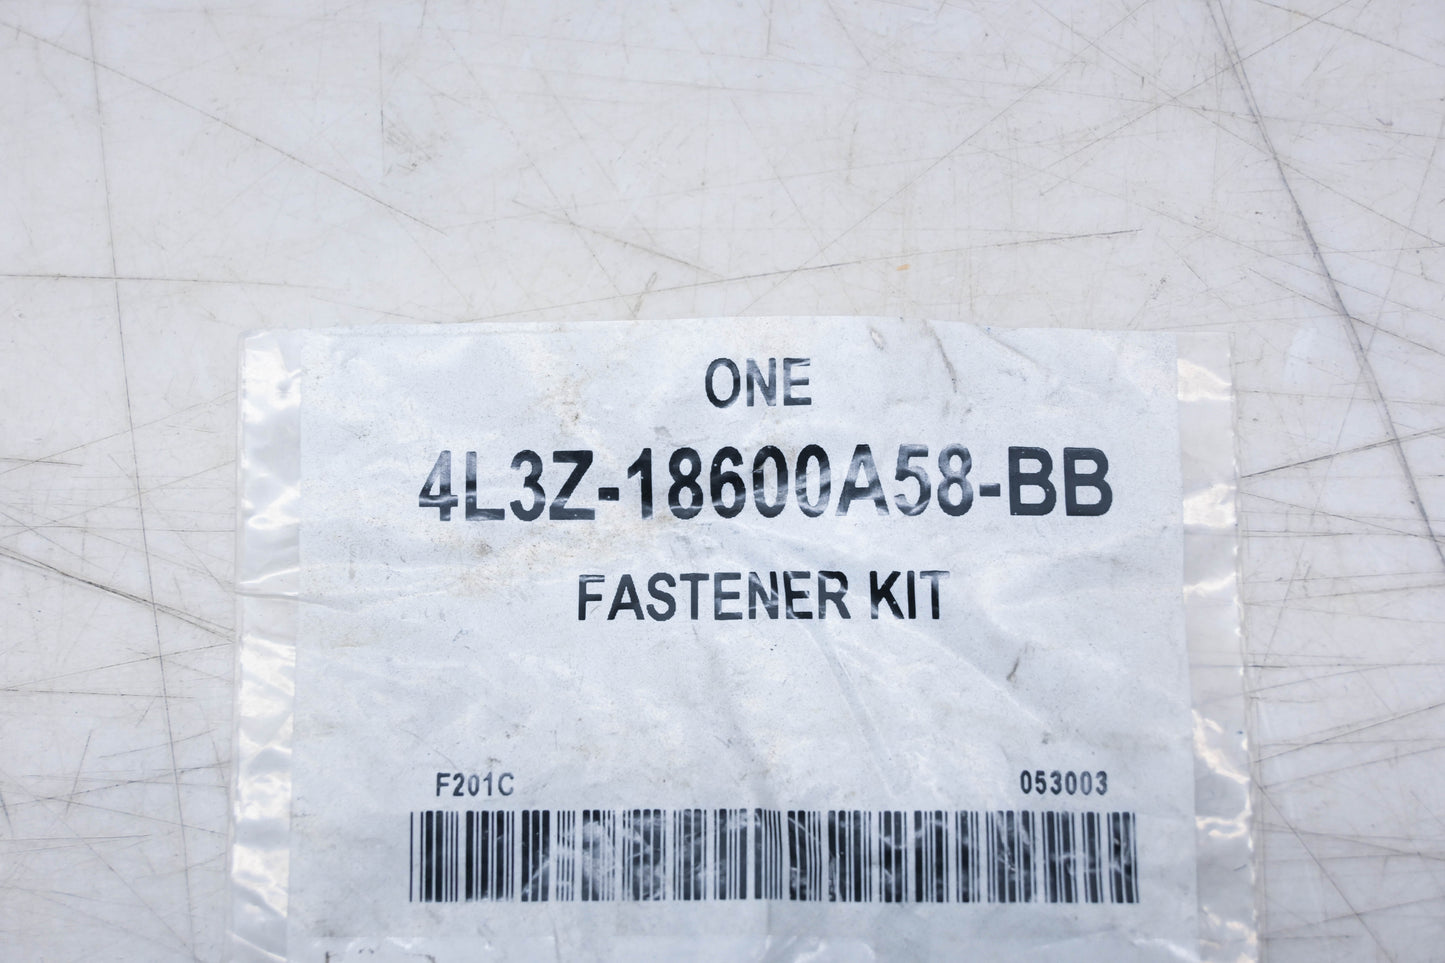 ONE
4L3Z-18600A58-BB
FASTENER KIT
F201C 053003